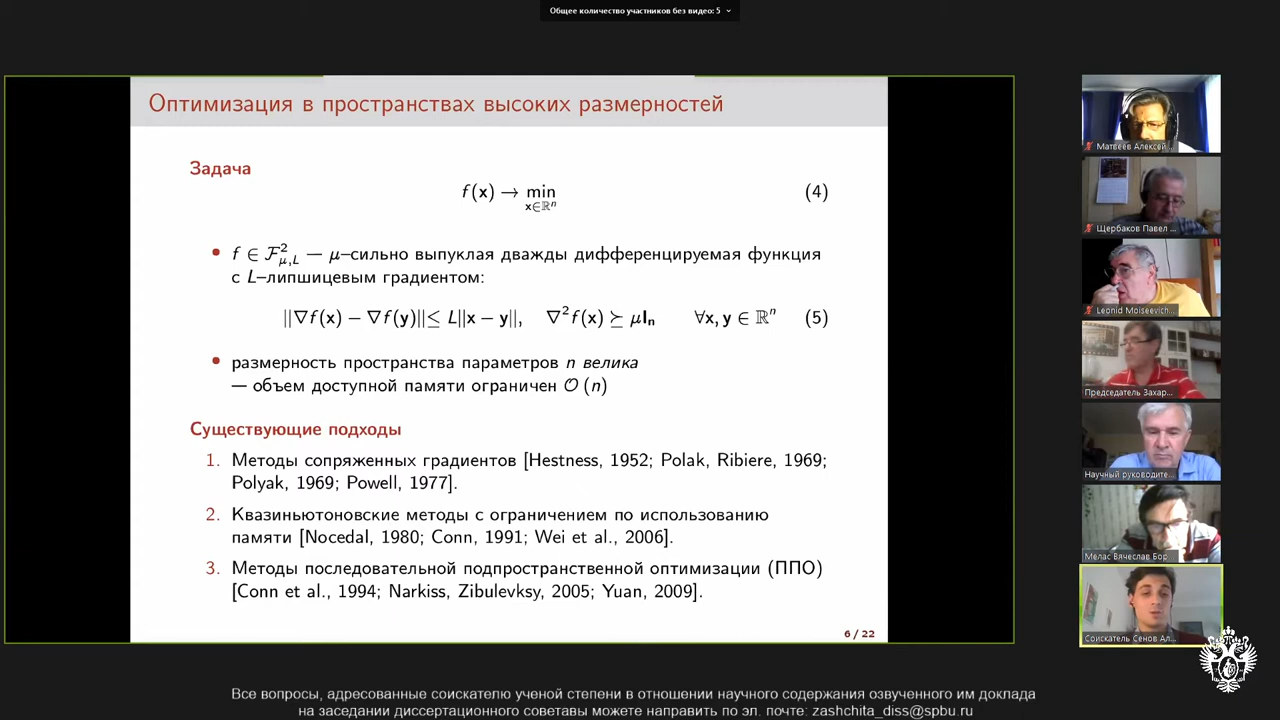 Общее количество участников без видео: 5
Оптимизация в пространствах высоких размерностей
Задача
f(x) → min x∈ℝⁿ (4)
• f ∈ ℱ²μ,L — μ–сильно выпуклая дважды дифференцируемая функция
с L–липшицевым градиентом:
||∇f(x) − ∇f(y)|| ≤ L||x − y||, ∇²f(x) ⪰ μIₙ ∀x, y ∈ ℝⁿ (5)
• размерность пространства параметров n велика
— объем доступной памяти ограничен O (n)
Существующие подходы
1. Методы сопряженных градиентов [Hestness, 1952; Polak, Ribiere, 1969;
Polyak, 1969; Powell, 1977].
2. Квазиньютоновские методы с ограничением по использованию
памяти [Nocedal, 1980; Conn, 1991; Wei et al., 2006].
3. Методы последовательной подпространственной оптимизации (ППО)
[Conn et al., 1994; Narkiss, Zibulevksy, 2005; Yuan, 2009].
6 / 22
Матвеев Алексей ...
Щербаков Павел ...
Leonid Moiseevich...
Председатель Захар...
Научный руководите...
Мелас Вячеслав Бор...
Соискатель Сенов Ал...
Все вопросы, адресованные соискателю ученой степени в отношении научного содержания озвученного им доклада
на заседании диссертационного советавы можете направить по эл. почте: zashchita_diss@spbu.ru